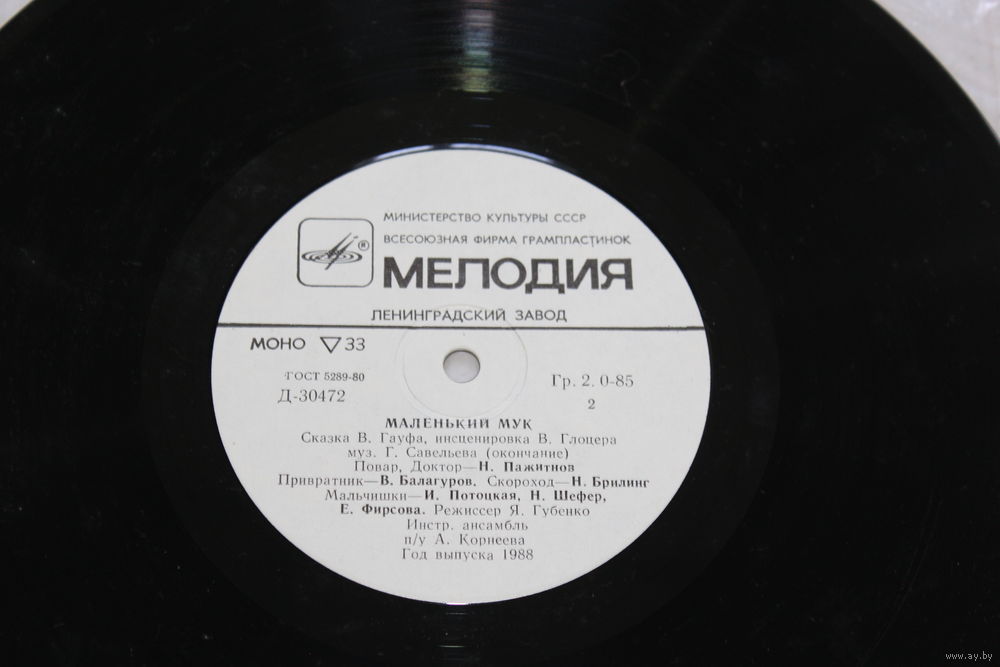 МИНИСТЕРСТВО КУЛЬТУРЫ СССР
ВСЕСОЮЗНАЯ ФИРМА ГРАМПЛАСТИНОК
®
МЕЛОДИЯ
ЛЕНИНГРАДСКИЙ ЗАВОД
МОНО ▽ 33
ГОСТ 5289-80
Гр. 2. 0-85
Д-30472
2
МАЛЕНЬКИЙ МУК
Сказка В. Гауфа, инсценировка В. Глоцера
муз. Г. Савельева (окончание)
Повар, Доктор—Н. Пажитнов
Привратник—В. Балагуров. Скороход—Н. Брилинг
Мальчишки—И. Потоцкая, Н. Шефер,
Е. Фирсова. Режиссер Я. Губенко
Инстр. ансамбль
п/у А. Корнеева
Год выпуска 1988
www.ay.by